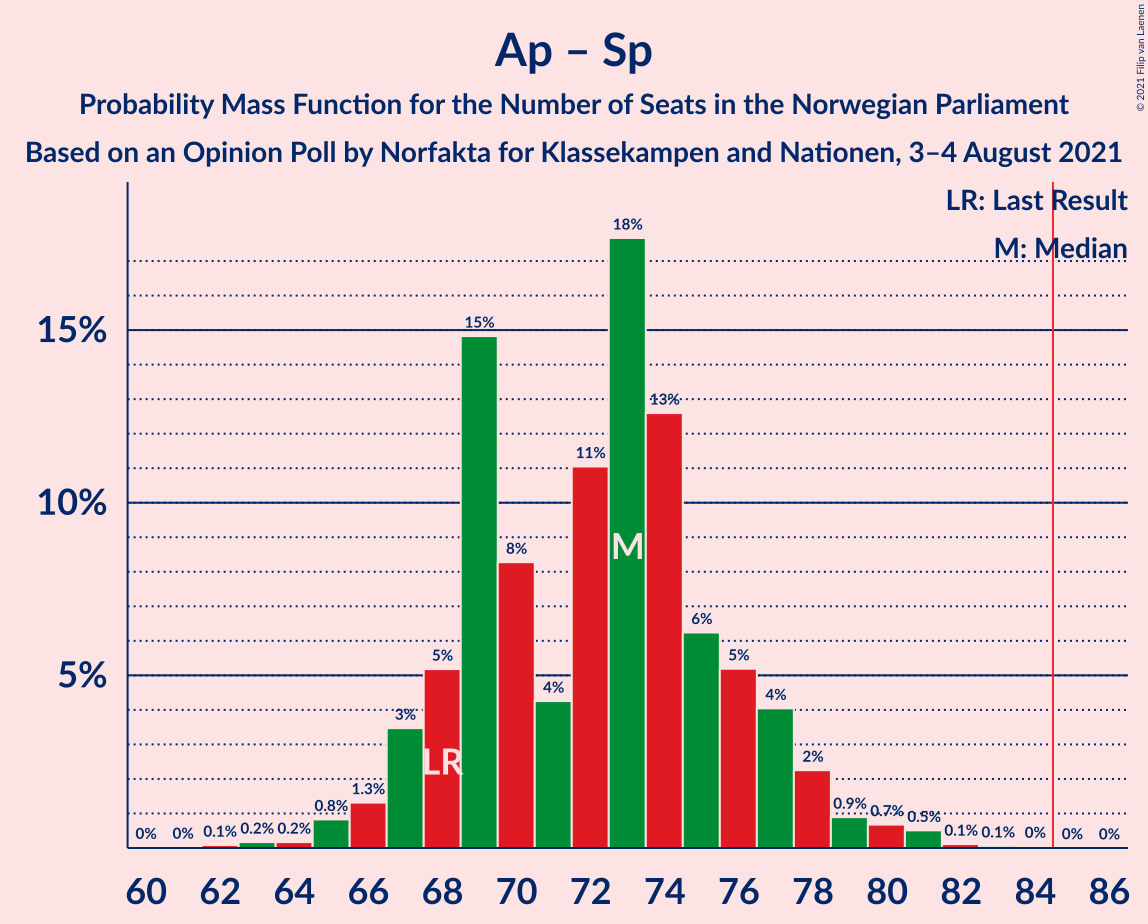 Ap – Sp
Probability Mass Function for the Number of Seats in the Norwegian Parliament
Based on an Opinion Poll by Norfakta for Klassekampen and Nationen, 3–4 August 2021
© 2021 Filip van Laenen
LR: Last Result
M: Median
15%
10%
5%
0% 0% 0.1% 0.2% 0.2% 0.8% 1.3% 3% 5% 15% 8% 4% 11% 18% 13% 6% 5% 4% 2% 0.9% 0.7% 0.5% 0.1% 0.1% 0% 0% 0%
LR
M
60 62 64 66 68 70 72 74 76 78 80 82 84 86